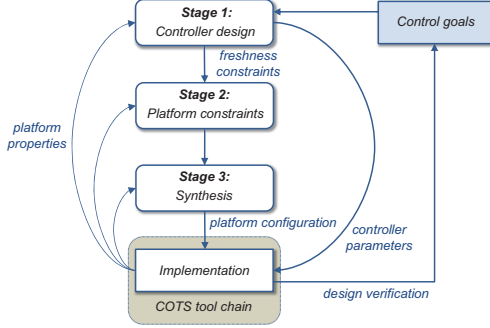 Stage 1:
Controller design
Control goals
freshness
constraints
Stage 2:
Platform constraints
platform
properties
Stage 3:
Synthesis
platform configuration
controller
parameters
Implementation
design verification
COTS tool chain